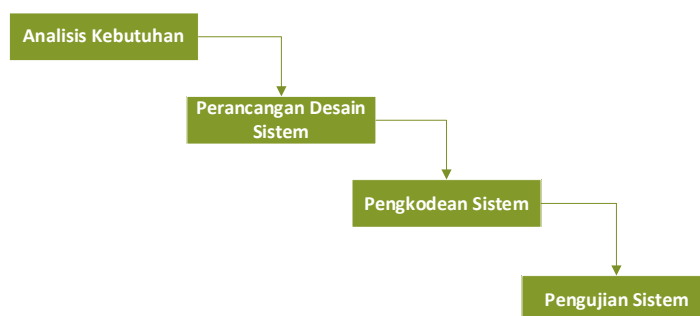 Analisis Kebutuhan
Perancangan Desain
Sistem
Pengkodean Sistem
Pengujian Sistem